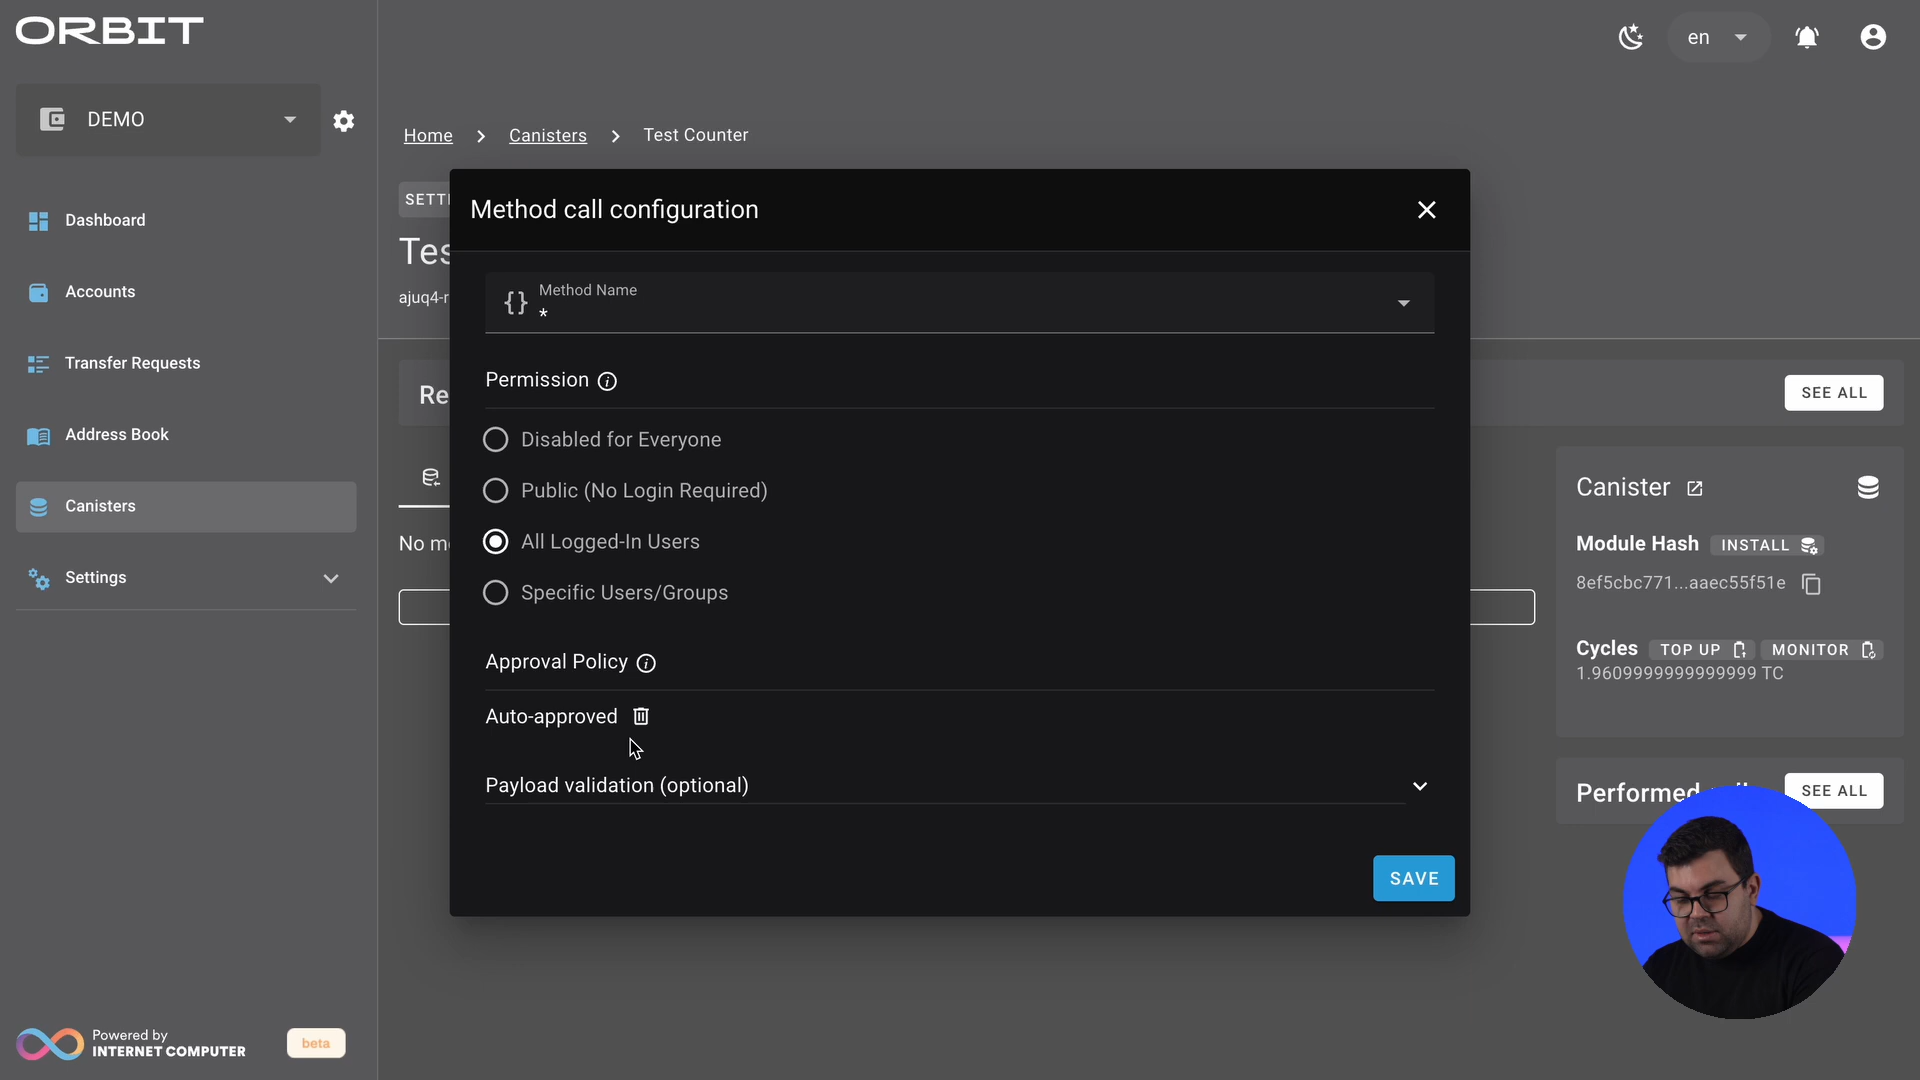 ORBIT
en
DEMO
Home
Canisters
Test Counter
Dashboard
Accounts
Transfer Requests
Address Book
Canisters
Settings
Powered by
INTERNET COMPUTER
beta
ajuq4-r
SEE ALL
Method call configuration
Method Name
*
Permission
Disabled for Everyone
Public (No Login Required)
All Logged-In Users
Specific Users/Groups
Approval Policy
Auto-approved
Payload validation (optional)
SAVE
Canister
Module Hash
INSTALL
8ef5cbc771...aaec55f51e
Cycles
TOP UP
MONITOR
1.9609999999999999 TC
Performed
SEE ALL